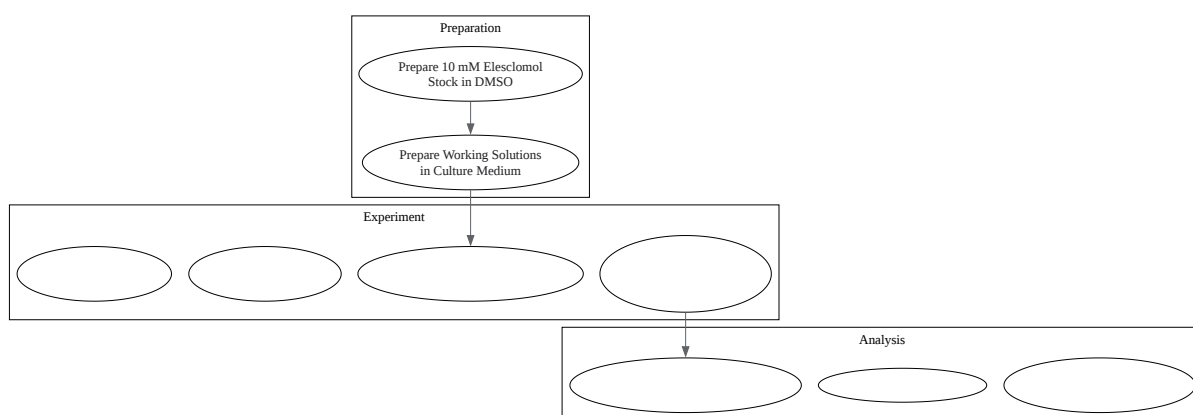 Preparation
Prepare 10 mM Elesclomol
Stock in DMSO
Prepare Working Solutions
in Culture Medium
Experiment
Analysis